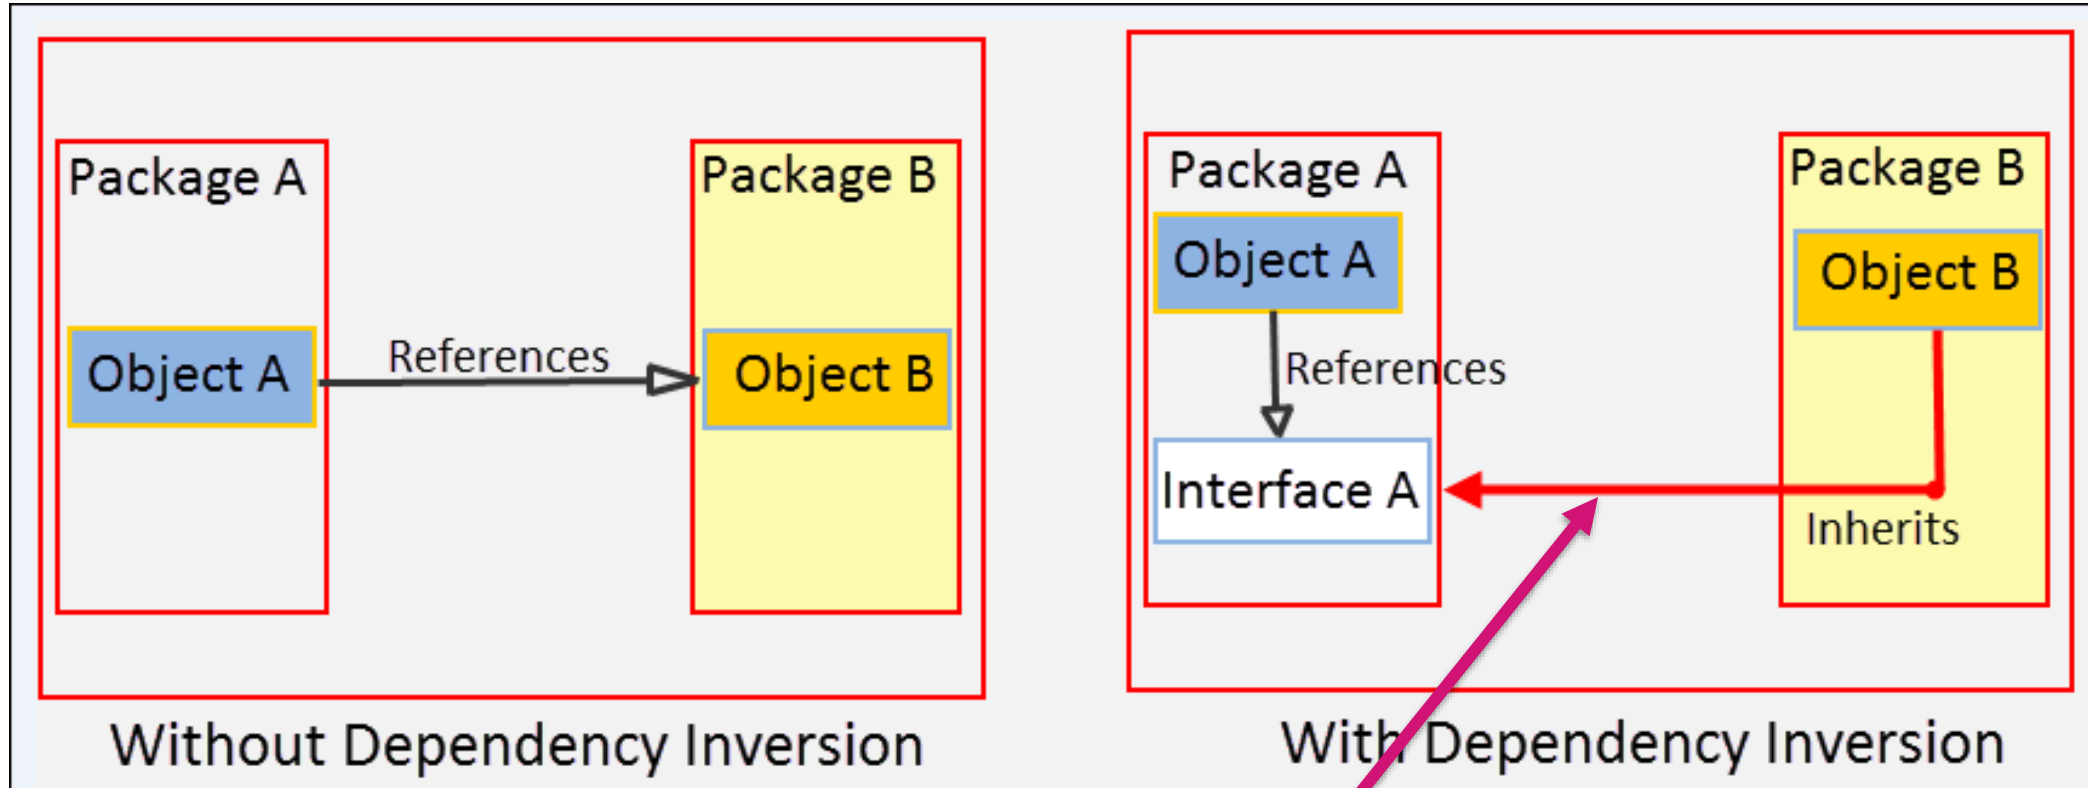 Package A
Package B
Object A
References
Object B
Without Dependency Inversion
Package A
Package B
Object A
Object B
References
Interface A
Inherits
With Dependency Inversion